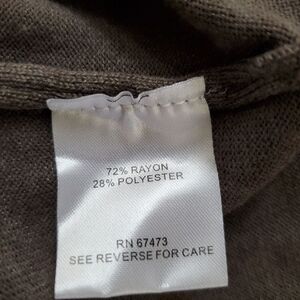 72% RAYON
28% POLYESTER
RN 67473
SEE REVERSE FOR CARE